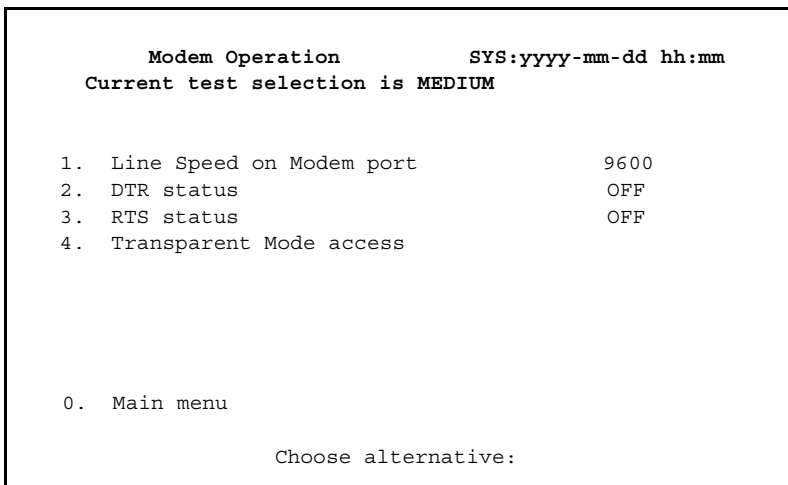 Modem Operation SYS:yyyy-mm-dd hh:mm
Current test selection is MEDIUM
1. Line Speed on Modem port 9600
2. DTR status OFF
3. RTS status OFF
4. Transparent Mode access
0. Main menu
Choose alternative: